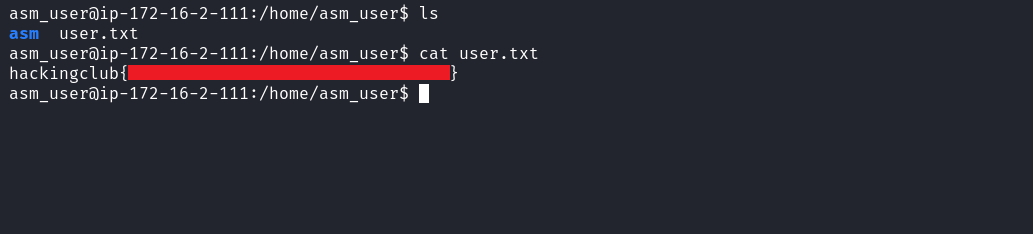 asm_user@ip-172-16-2-111:/home/asm_user$ ls
asm  user.txt
asm_user@ip-172-16-2-111:/home/asm_user$ cat user.txt
hackingclub{}
asm_user@ip-172-16-2-111:/home/asm_user$